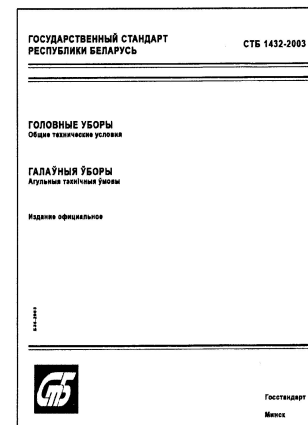 ГОСУДАРСТВЕННЫЙ СТАНДАРТ
РЕСПУБЛИКИ БЕЛАРУСЬ
СТБ 1432-2003
ГОЛОВНЫЕ УБОРЫ
Общие технические условия
ГАЛАЎНЫЯ ЎБОРЫ
Агульныя тэхнічныя ўмовы
Издание официальное
СТБ
Госстандарт
Минск